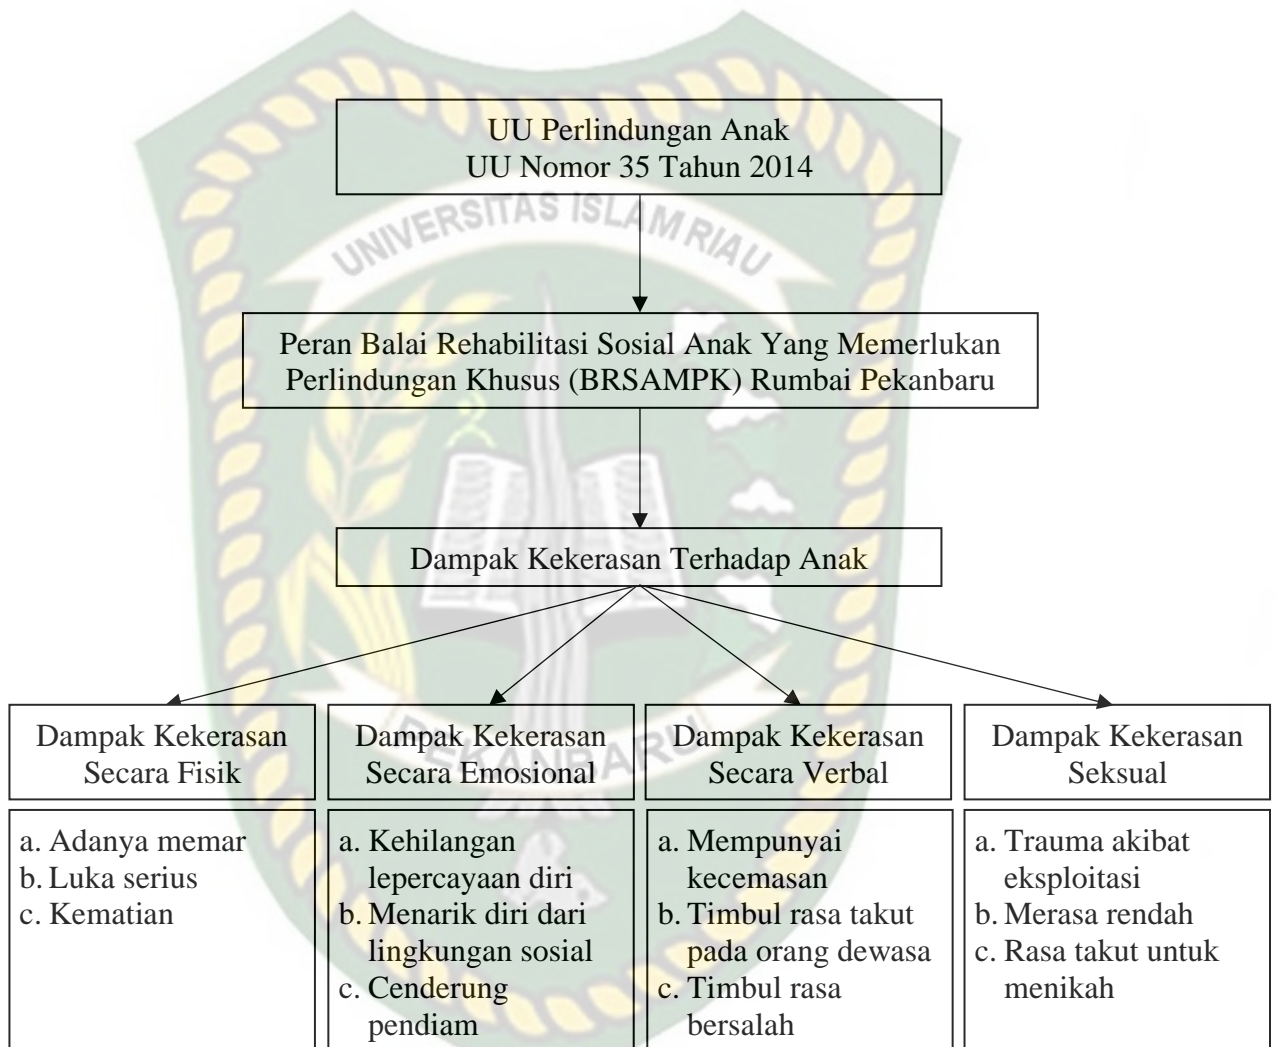 UU Perlindungan Anak
UU Nomor 35 Tahun 2014
UNIVERSITAS ISLAM RIAU
Peran Balai Rehabilitasi Sosial Anak Yang Memerlukan
Perlindungan Khusus (BRSAMPK) Rumbai Pekanbaru
Dampak Kekerasan Terhadap Anak
Dampak Kekerasan
Secara Fisik
Dampak Kekerasan
Secara Emosional
Dampak Kekerasan
Secara Verbal
Dampak Kekerasan
Seksual
PEKANBARU
a. Adanya memar
b. Luka serius
c. Kematian
a. Kehilangan
lepercayaan diri
b. Menarik diri dari
lingkungan sosial
c. Cenderung
pendiam
a. Mempunyai
kecemasan
b. Timbul rasa takut
pada orang dewasa
c. Timbul rasa
bersalah
a. Trauma akibat
eksploitasi
b. Merasa rendah
c. Rasa takut untuk
menikah